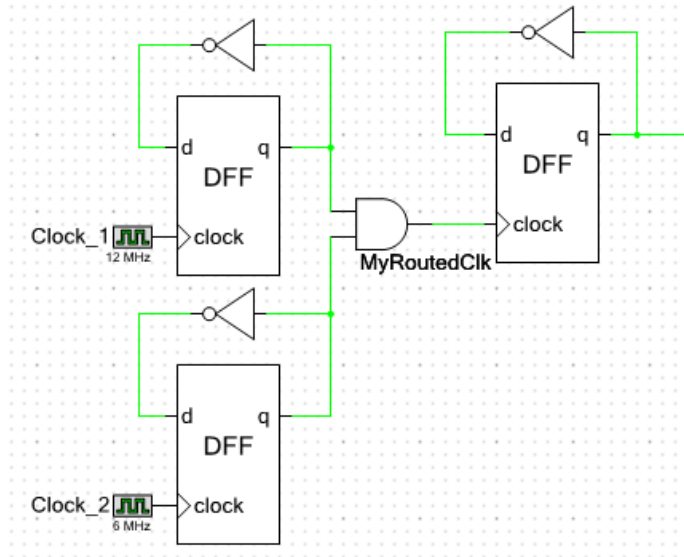 d q
DFF
Clock_1 clock
12 MHz
d q
DFF
clock
MyRoutedClk
d q
DFF
Clock_2 clock
6 MHz